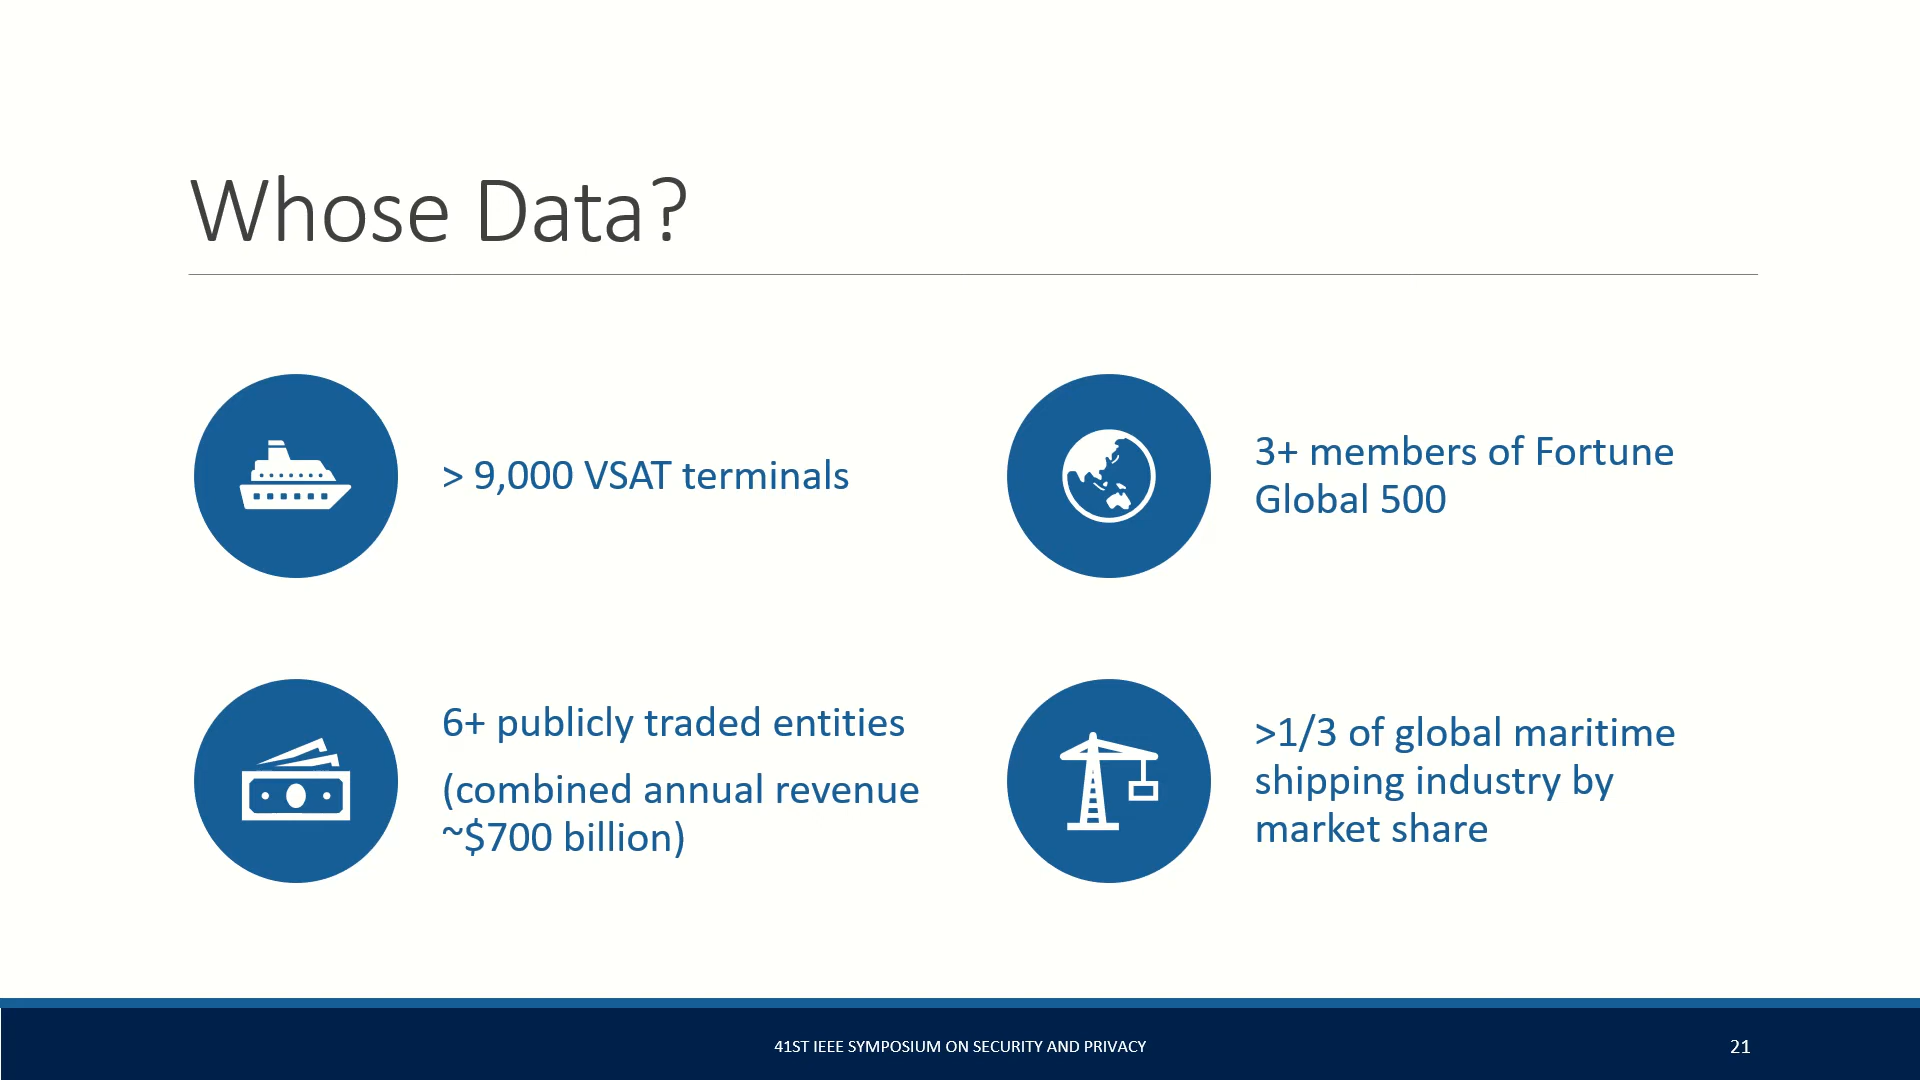 Whose Data?
> 9,000 VSAT terminals
3+ members of Fortune
Global 500
6+ publicly traded entities
(combined annual revenue
~$700 billion)
>1/3 of global maritime
shipping industry by
market share
41ST IEEE SYMPOSIUM ON SECURITY AND PRIVACY
21